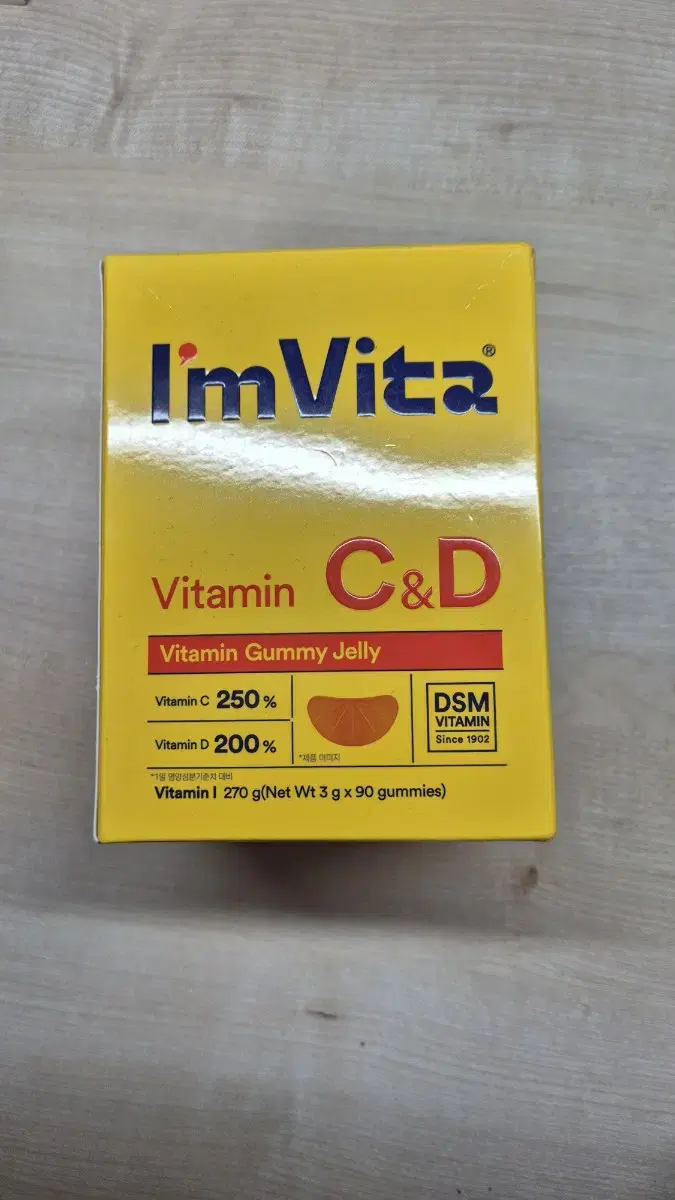 I'm Vita®
Vitamin C&D
Vitamin Gummy Jelly
Vitamin C 250 %
Vitamin D 200 %
*제품 이미지
DSM
VITAMIN
Since 1902
*1일 영양성분기준치 대비
Vitamin I 270 g(Net Wt 3 g x 90 gummies)